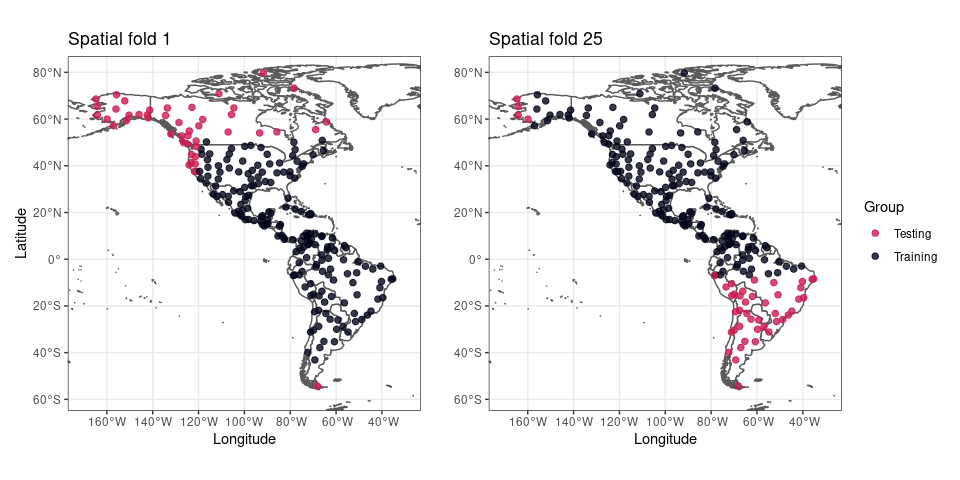 Spatial fold 1
Spatial fold 25
80°N
60°N
40°N
20°N
0°
20°S
40°S
60°S
80°N
60°N
40°N
20°N
0°
20°S
40°S
60°S
160°W 140°W 120°W 100°W 80°W 60°W 40°W
160°W 140°W 120°W 100°W 80°W 60°W 40°W
Latitude
Longitude
Longitude
Group
Testing
Training